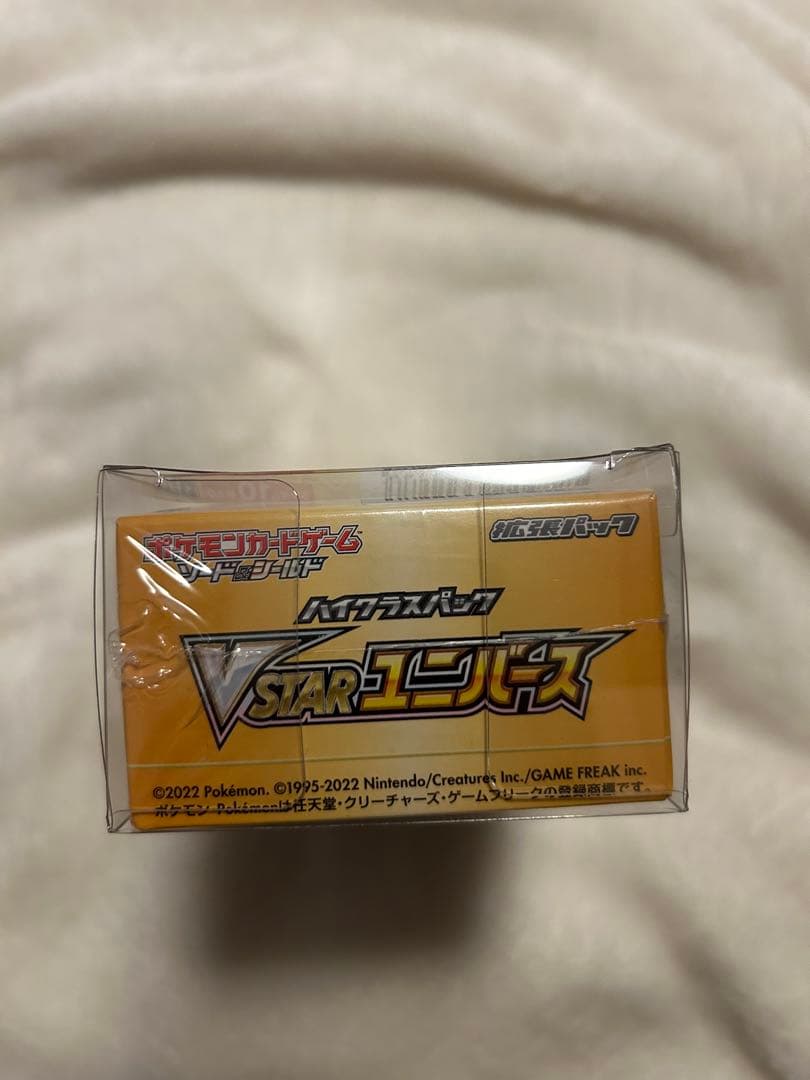 ポケモンカードゲーム
ソード&シールド
拡張パック
ハイクラスパック
VSTARユニバース
©2022 Pokémon. ©1995-2022 Nintendo/Creatures Inc./GAME FREAK inc.
ポケモン・Pokémonは任天堂・クリーチャーズ・ゲームフリークの登録商標です。